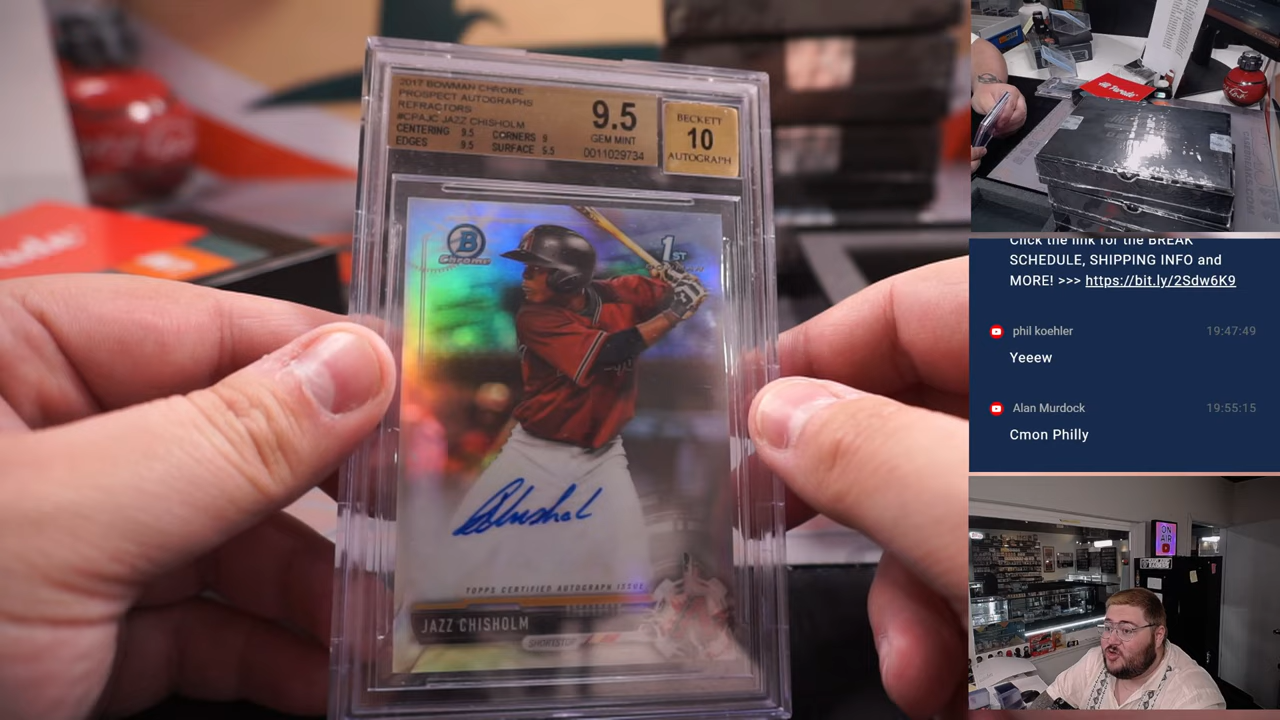 2017 BOWMAN CHROME
PROSPECT AUTOGRAPHS
REFRACTORS
#CPAJC JAZZ CHISHOLM
CENTERING 9.5 CORNERS 9
EDGES 9.5 SURFACE 9.5
9.5
GEM MINT
0011029734
BECKETT
10
AUTOGRAPH
B
Chrome
1ST
TOPPS CERTIFIED AUTOGRAPH ISSUE
JAZZ CHISHOLM
SHORTSTOP
Click the link for the BREAK
SCHEDULE, SHIPPING INFO and
MORE! >>> https://bit.ly/2Sdw6K9
phil koehler 19:47:49
Yeeew
Alan Murdock 19:55:15
Cmon Philly
ON
AIR